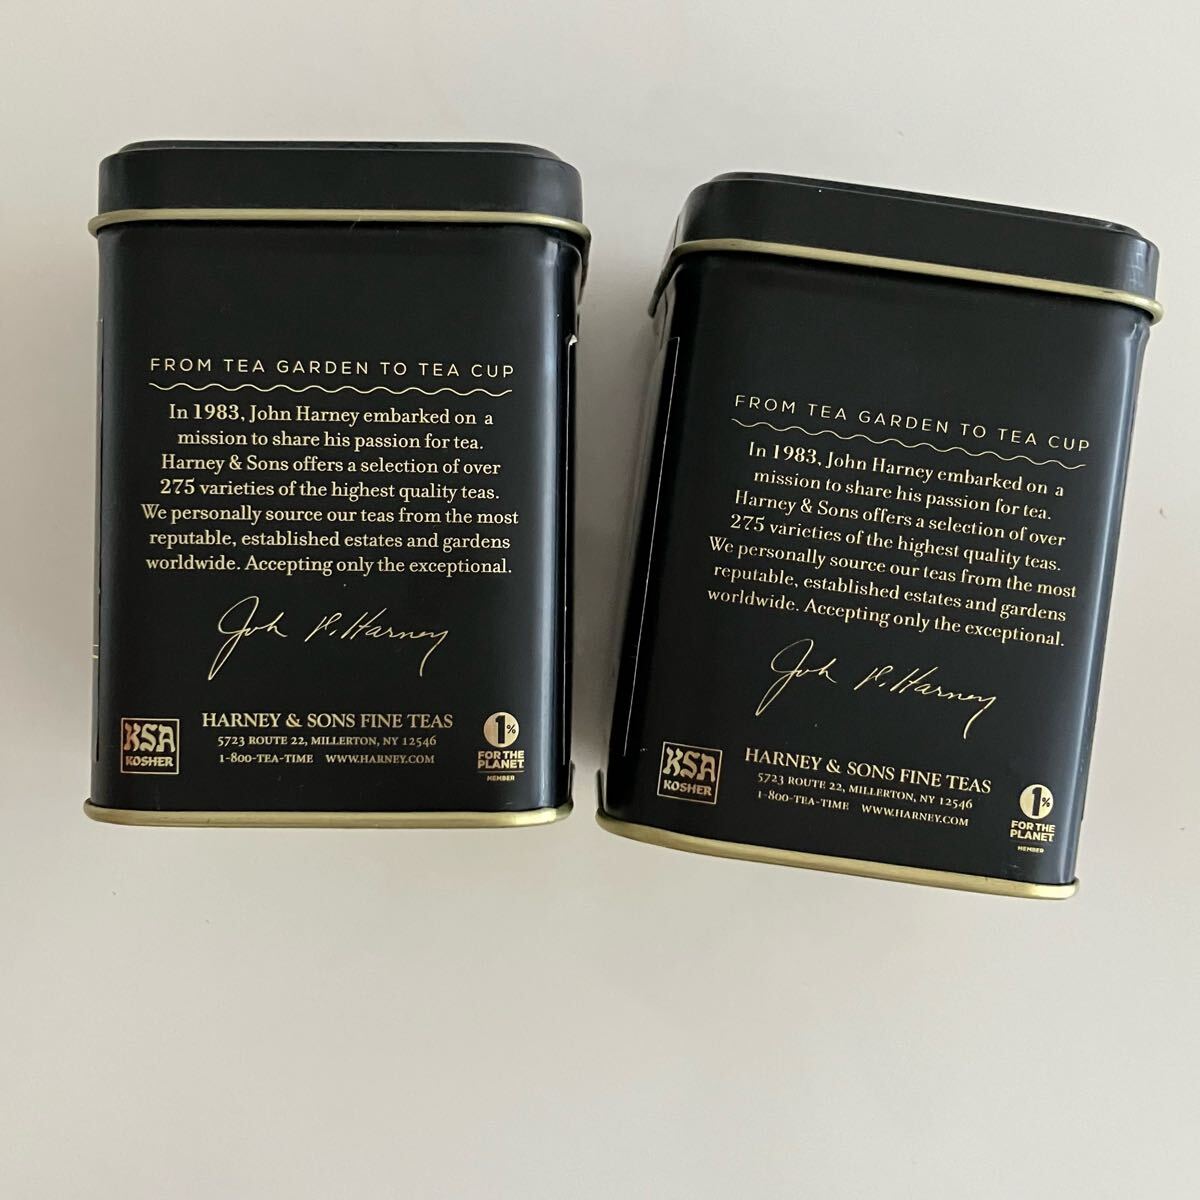 FROM TEA GARDEN TO TEA CUP
In 1983, John Harney embarked on a
mission to share his passion for tea.
Harney & Sons offers a selection of over
275 varieties of the highest quality teas.
We personally source our teas from the most
reputable, established estates and gardens
worldwide. Accepting only the exceptional.
John P. Harney
KSA
KOSHER
HARNEY & SONS FINE TEAS
5723 ROUTE 22, MILLERTON, NY 12546
1-800-TEA-TIME WWW.HARNEY.COM
1%
FOR THE
PLANET
MEMBER
FROM TEA GARDEN TO TEA CUP
In 1983, John Harney embarked on a
mission to share his passion for tea.
Harney & Sons offers a selection of over
275 varieties of the highest quality teas.
We personally source our teas from the most
reputable, established estates and gardens
worldwide. Accepting only the exceptional.
John P. Harney
KSA
KOSHER
HARNEY & SONS FINE TEAS
5723 ROUTE 22, MILLERTON, NY 12546
1-800-TEA-TIME WWW.HARNEY.COM
1%
FOR THE
PLANET
MEMBER